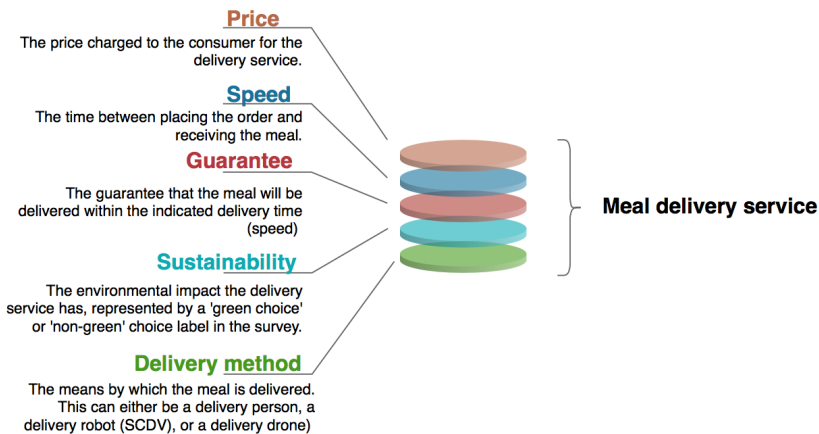 Price
The price charged to the consumer for the
delivery service.
Speed
The time between placing the order and
receiving the meal.
Guarantee
The guarantee that the meal will be
delivered within the indicated delivery time
(speed)
Sustainability
The environmental impact the delivery
service has, represented by a 'green choice'
or 'non-green' choice label in the survey.
Delivery method
The means by which the meal is delivered.
This can either be a delivery person, a
delivery robot (SCDV), or a delivery drone)
Meal delivery service